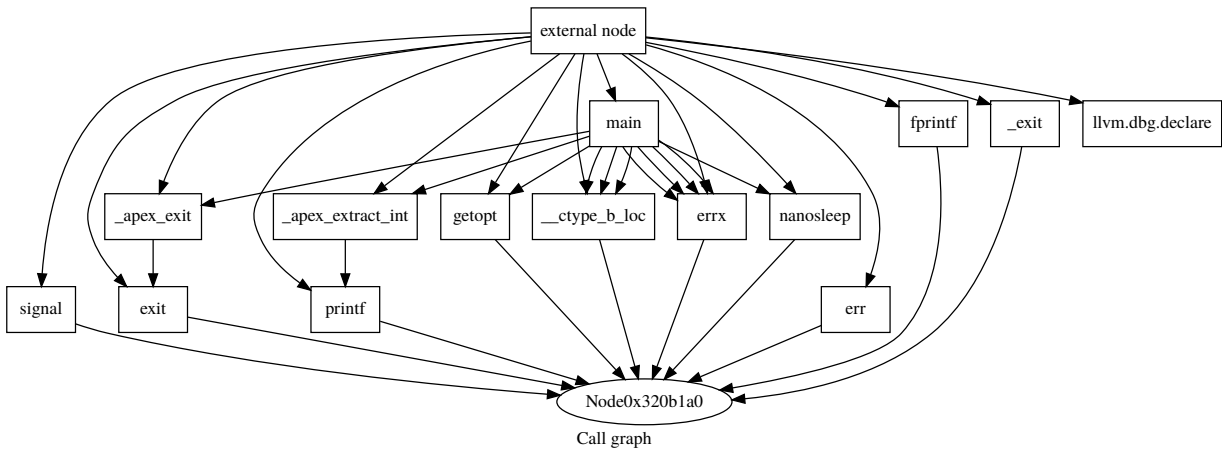 external node
main
fprintf
_exit
llvm.dbg.declare
_apex_exit
_apex_extract_int
getopt
__ctype_b_loc
errx
nanosleep
signal
exit
printf
err
Node0x320b1a0
Call graph